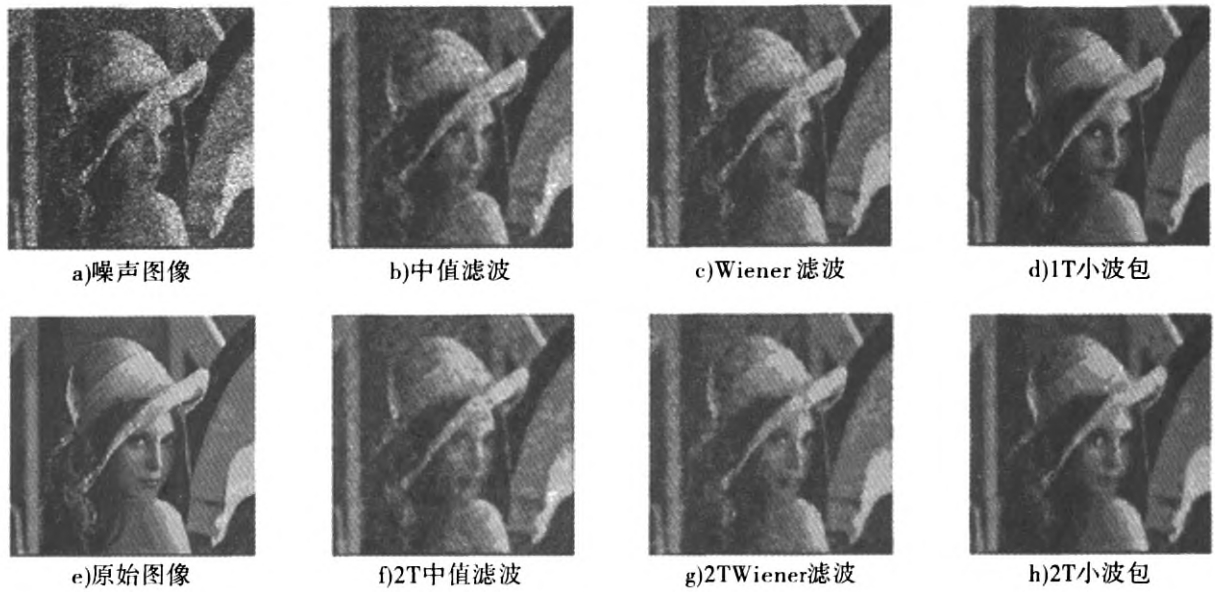 a)噪声图像
b)中值滤波
c)Wiener滤波
d)1T小波包
e)原始图像
f)2T中值滤波
g)2TWiener滤波
h)2T小波包